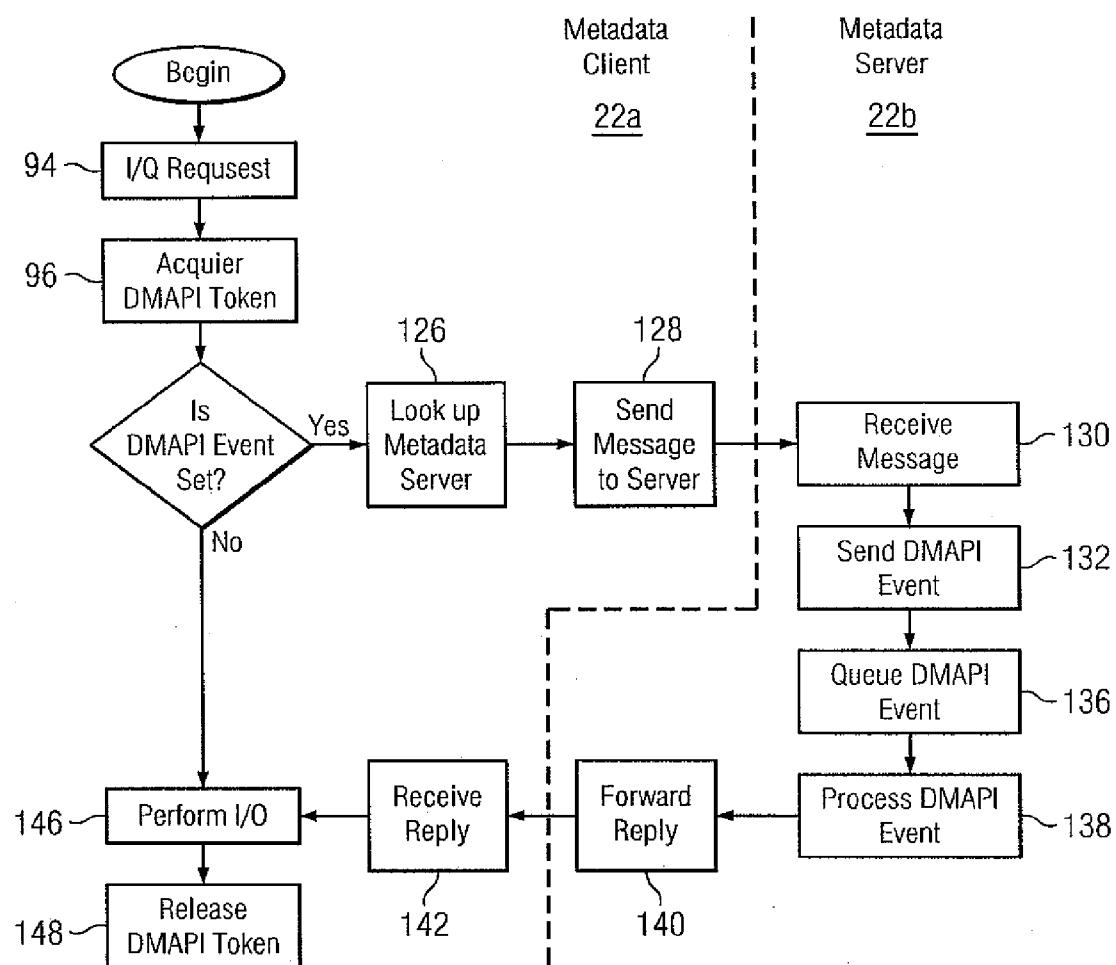 Metadata
Client
22a
Metadata
Server
22b
Begin
94
I/Q Requsest
96
Acquier
DMAPI Token
Is
DMAPI Event
Set?
Yes
No
126
Look up
Metadata
Server
128
Send
Message
to Server
Receive
Message
130
Send DMAPI
Event
132
Queue DMAPI
Event
136
Process DMAPI
Event
138
Forward
Reply
140
Receive
Reply
142
146
Perform I/O
148
Release
DMAPI Token